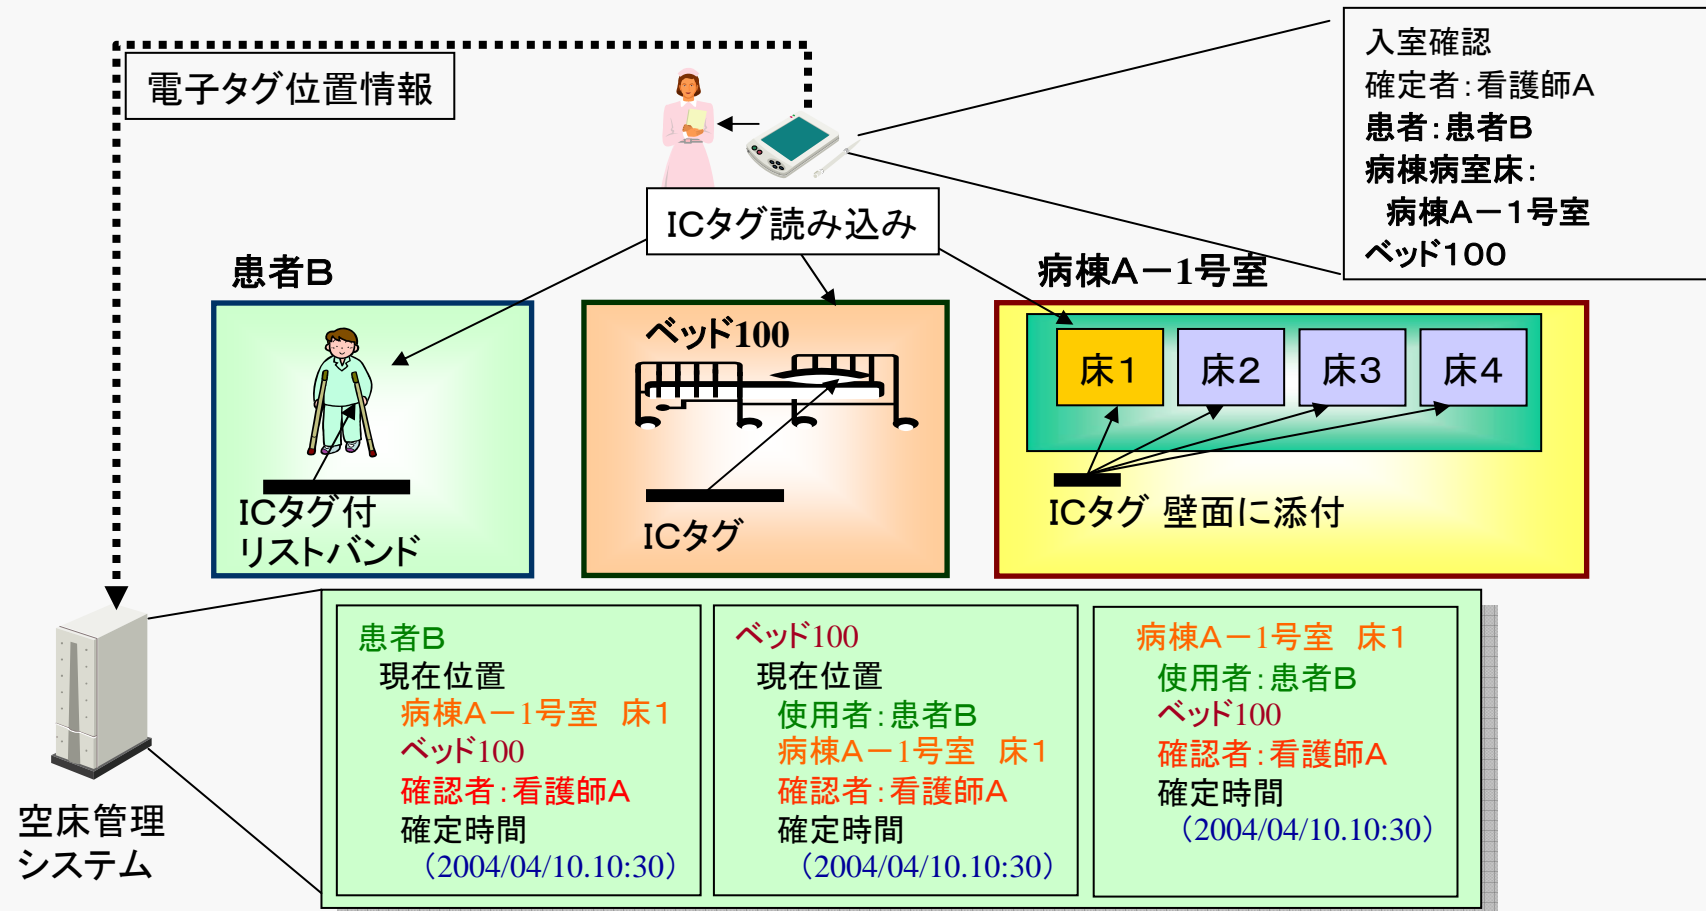 電子タグ位置情報
入室確認
確定者：看護師A
患者：患者B
病棟病室床：
病棟A－1号室
ベッド100
ICタグ読み込み
患者B
ICタグ付
リストバンド
ベッド100
ICタグ
病棟A－1号室
床1 床2 床3 床4
ICタグ 壁面に添付
空床管理
システム
患者B
現在位置
病棟A－1号室 床1
ベッド100
確認者：看護師A
確定時間
（2004/04/10.10:30）
ベッド100
現在位置
使用者：患者B
病棟A－1号室 床1
確認者：看護師A
確定時間
（2004/04/10.10:30）
病棟A－1号室 床1
使用者：患者B
ベッド100
確認者：看護師A
確定時間
（2004/04/10.10:30）